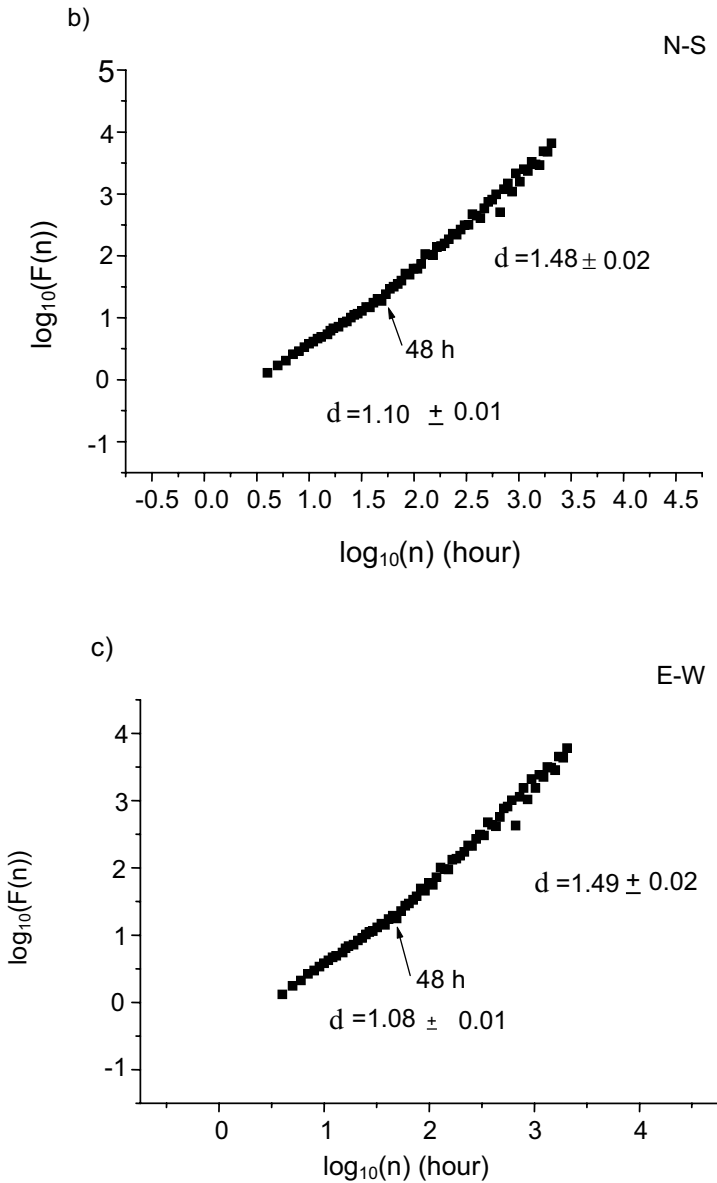 b)
N-S
5
4
3
2
1
0
-1
log₁₀(F(n))
d =1.48 ± 0.02
48 h
d =1.10 ± 0.01
-0.5 0.0 0.5 1.0 1.5 2.0 2.5 3.0 3.5 4.0 4.5
log₁₀(n) (hour)
c)
E-W
4
3
2
1
0
-1
log₁₀(F(n))
d =1.49 ± 0.02
48 h
d =1.08 ± 0.01
0 1 2 3 4
log₁₀(n) (hour)